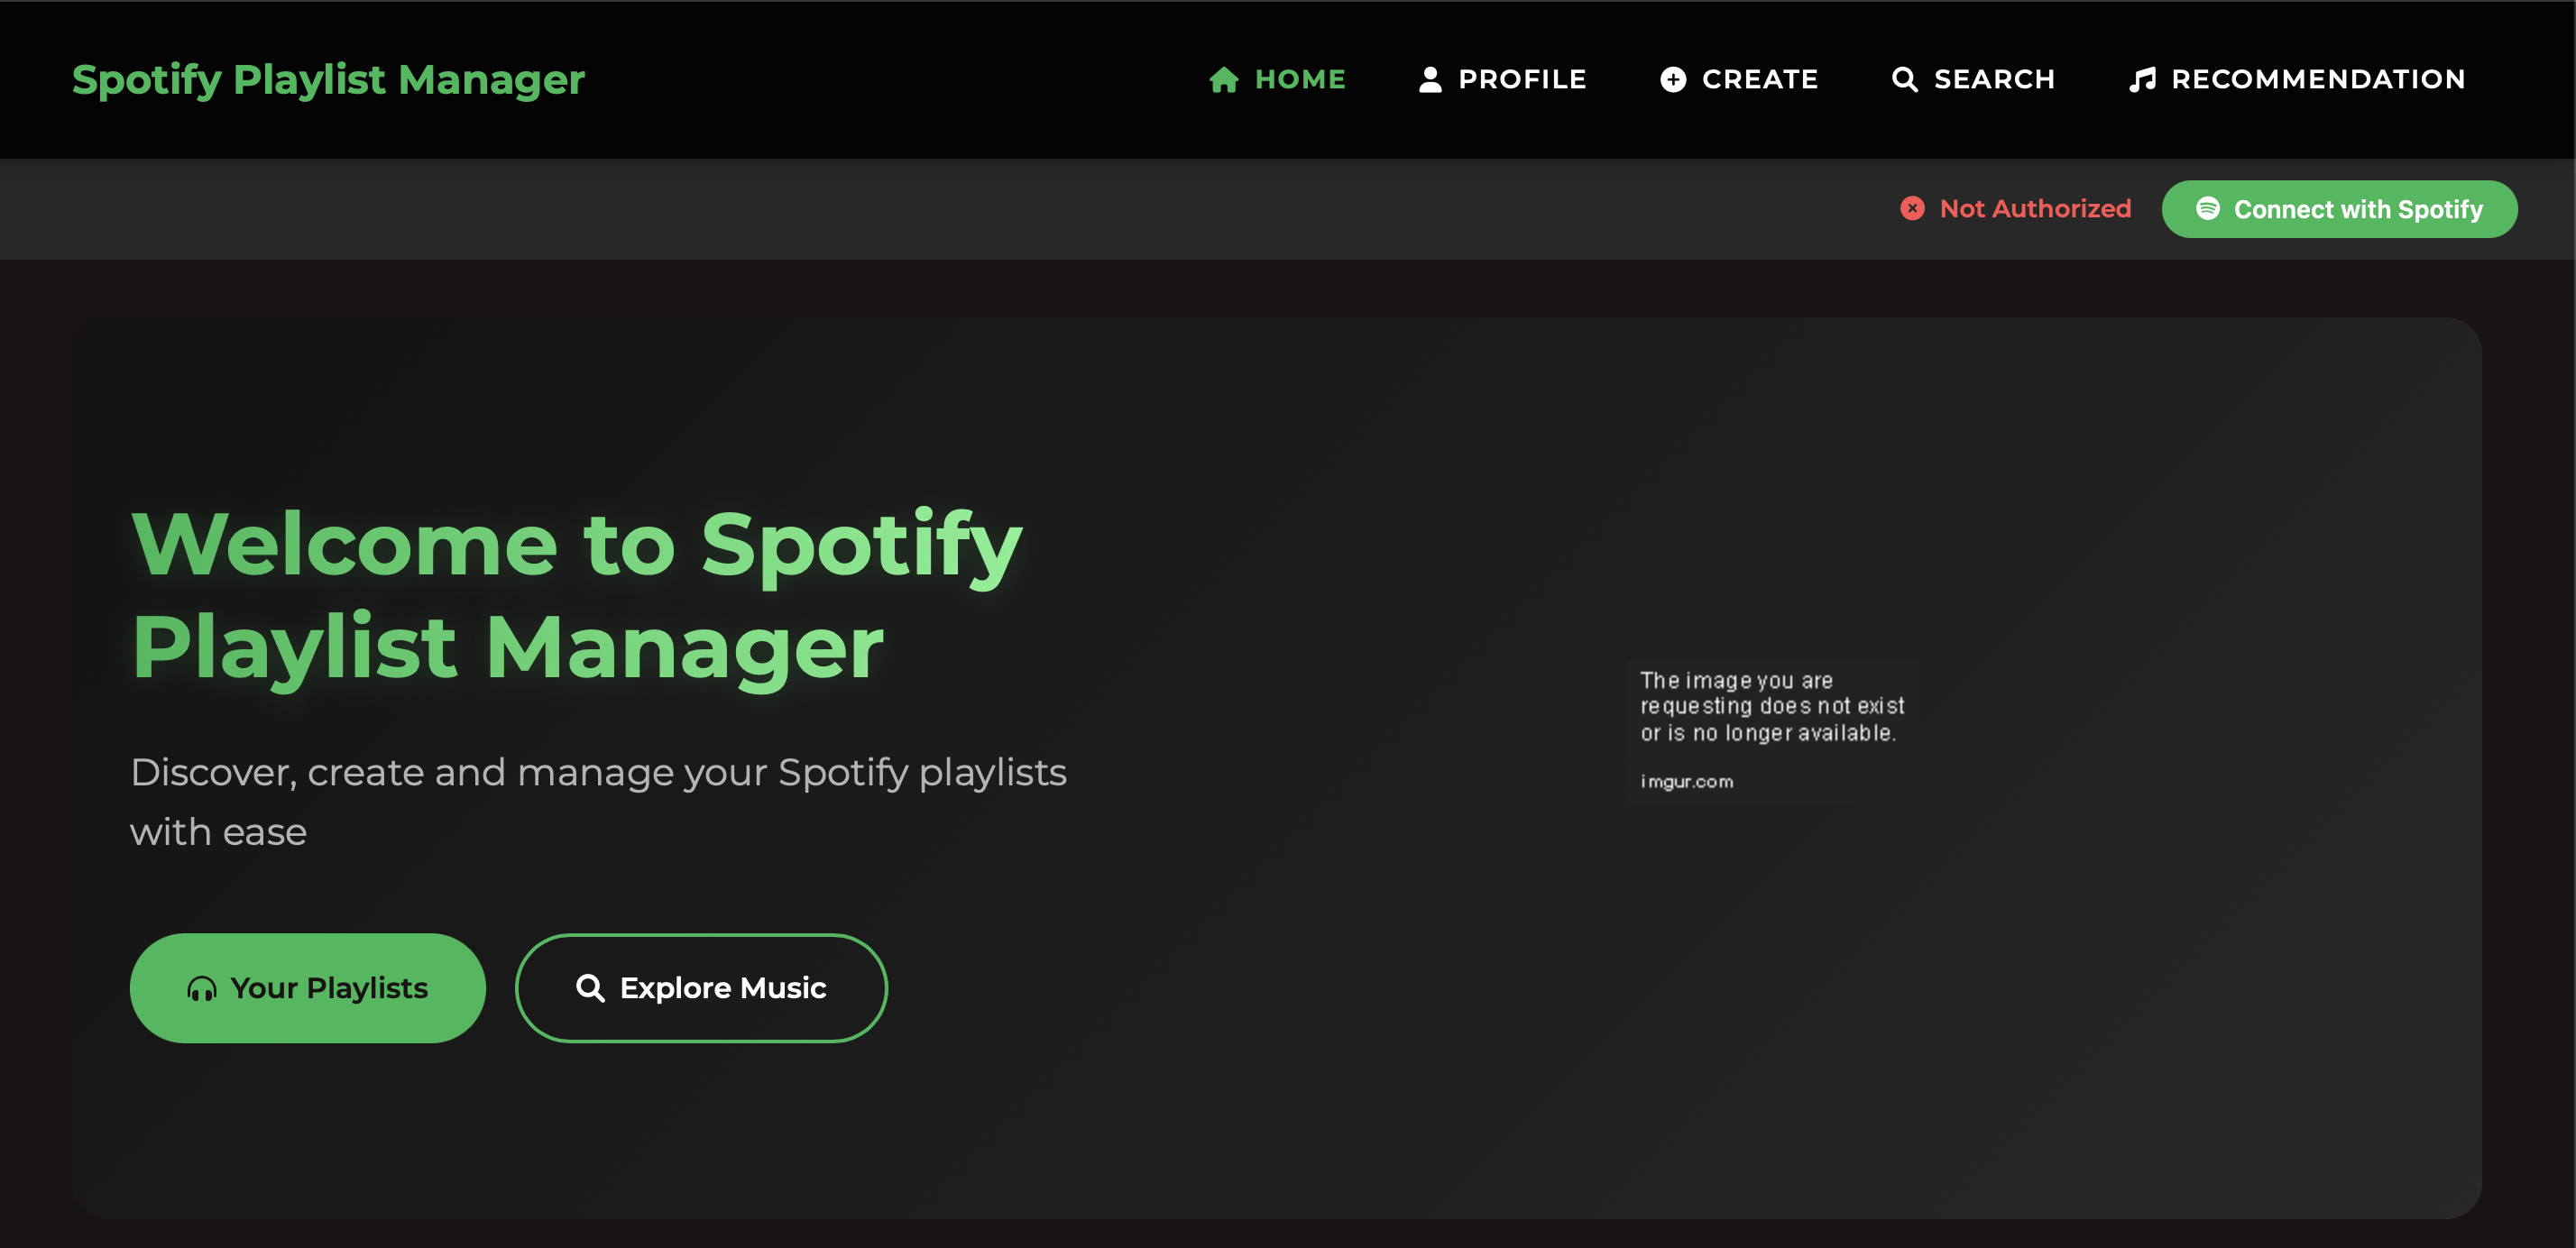 Spotify Playlist Manager
HOME
PROFILE
CREATE
SEARCH
RECOMMENDATION
Not Authorized
Connect with Spotify
Welcome to Spotify
Playlist Manager
Discover, create and manage your Spotify playlists
with ease
Your Playlists
Explore Music
The image you are
requesting does not exist
or is no longer available.
imgur.com